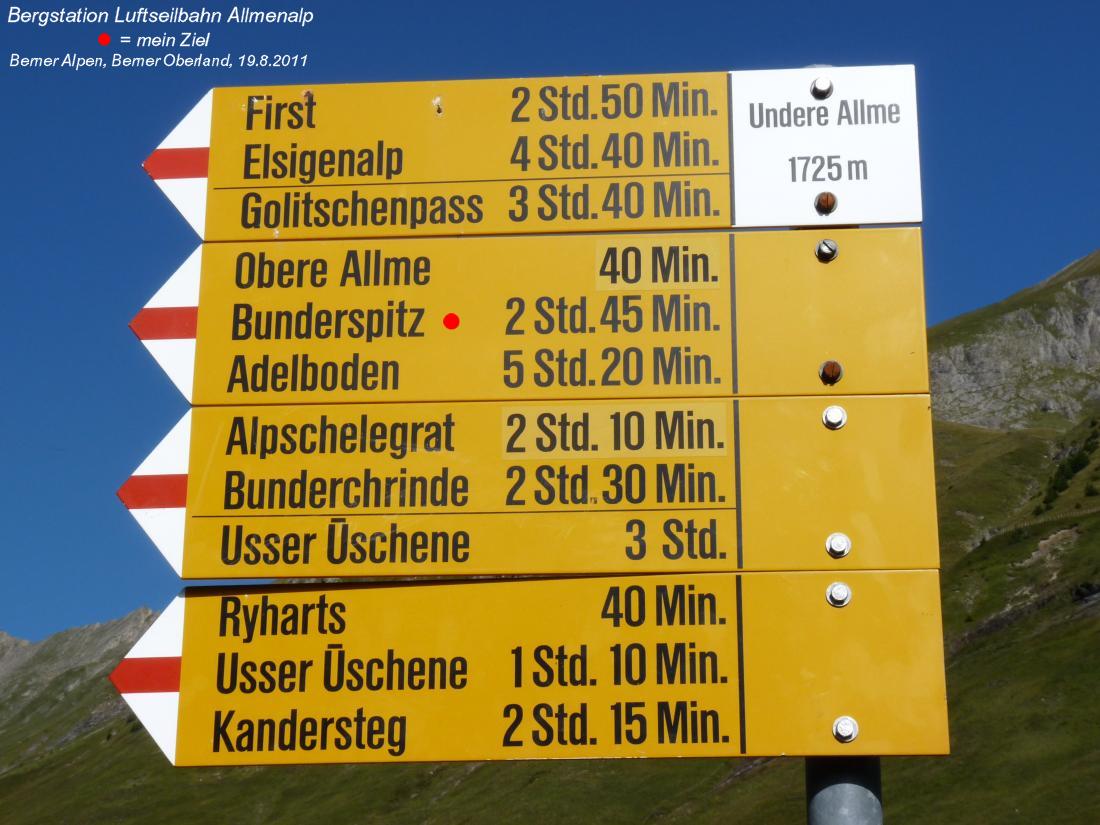 Bergstation Luftseilbahn Allmenalp
= mein Ziel
Berner Alpen, Berner Oberland, 19.8.2011
First 2 Std. 50 Min.
Elsigenalp 4 Std. 40 Min.
Golitschenpass 3 Std. 40 Min.
Undere Allme
1725 m
Obere Allme 40 Min.
Bunderspitz 2 Std. 45 Min.
Adelboden 5 Std. 20 Min.
Alpschelegrat 2 Std. 10 Min.
Bunderchrinde 2 Std. 30 Min.
Usser Üschene 3 Std.
Ryharts 40 Min.
Usser Üschene 1 Std. 10 Min.
Kandersteg 2 Std. 15 Min.